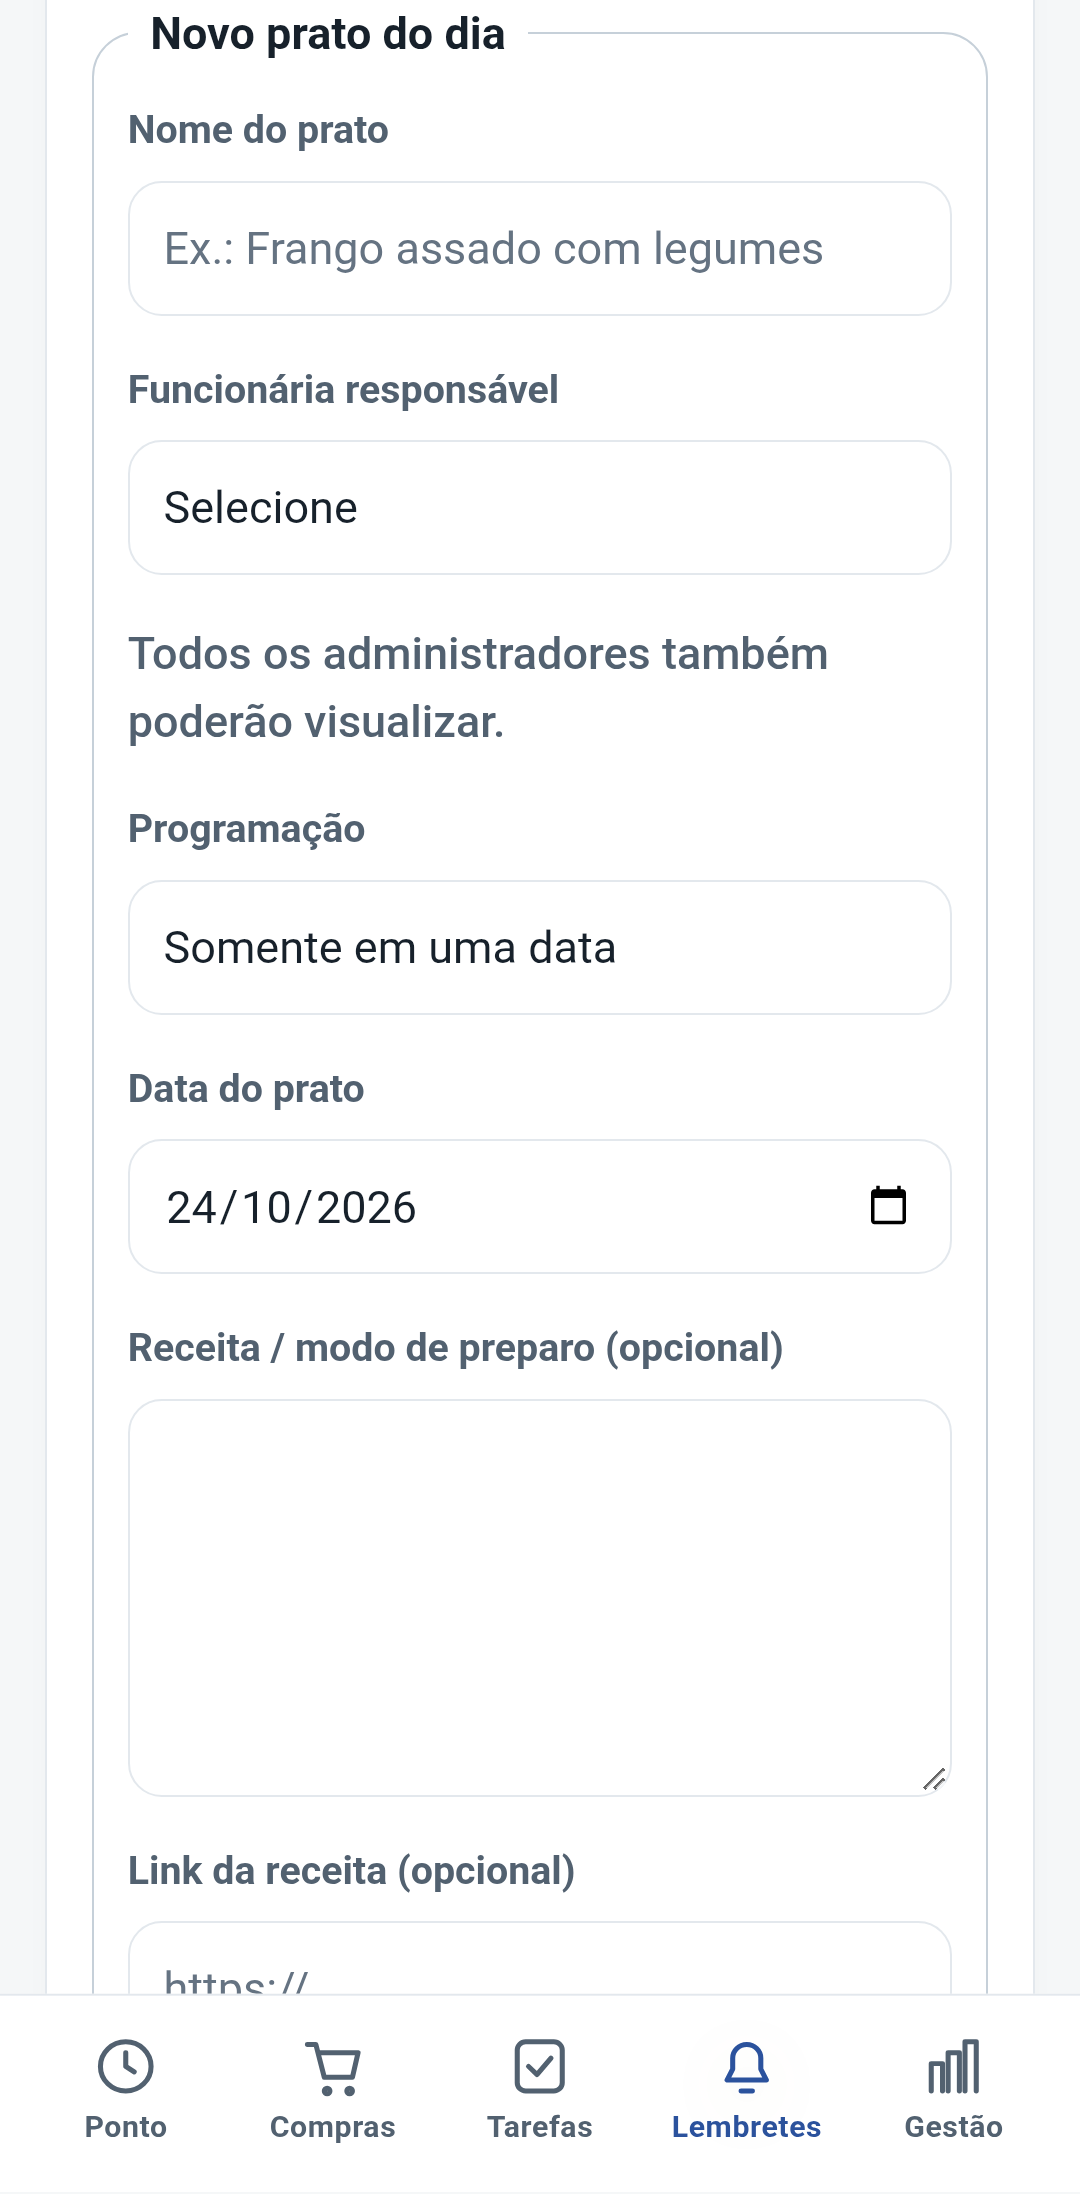 Novo prato do dia
Nome do prato
Ex.: Frango assado com legumes
Funcionária responsável
Selecione
Todos os administradores também
poderão visualizar.
Programação
Somente em uma data
Data do prato
24/10/2026
Receita / modo de preparo (opcional)
Link da receita (opcional)
https://
Ponto
Compras
Tarefas
Lembretes
Gestão